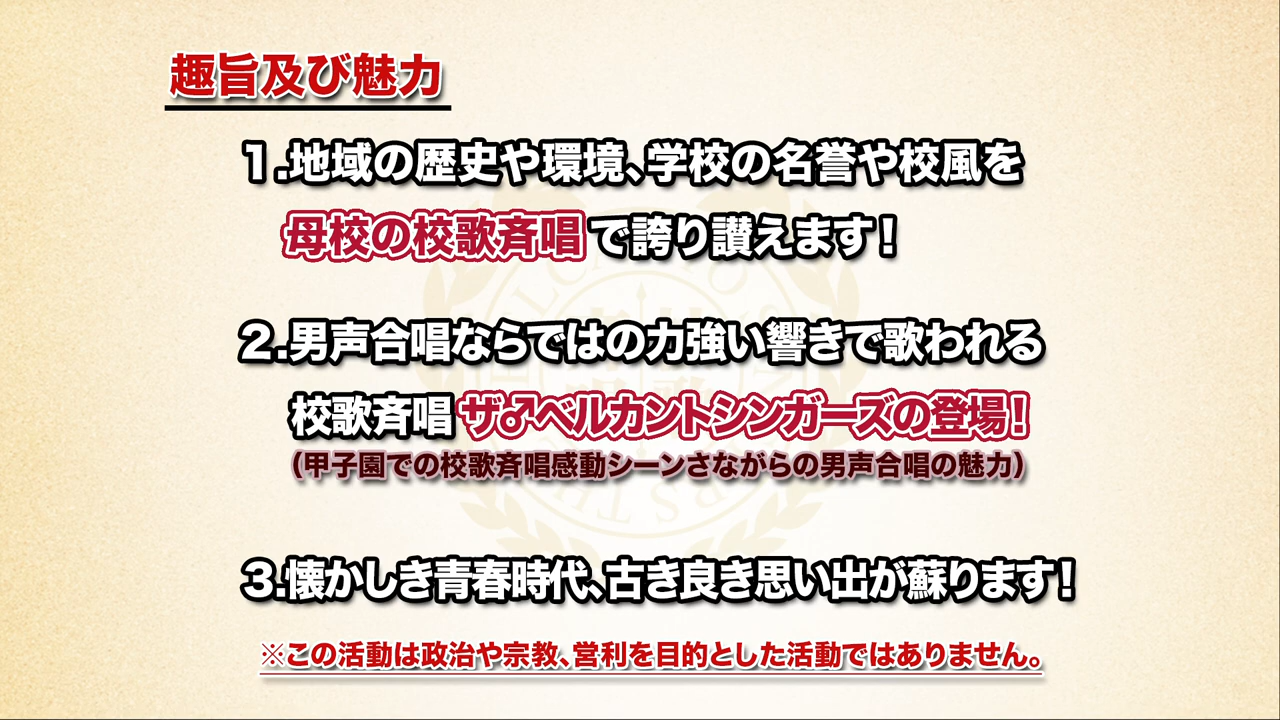 趣旨及び魅力
１.地域の歴史や環境、学校の名誉や校風を
母校の校歌斉唱で誇り讃えます！
２.男声合唱ならではの力強い響きで歌われる
校歌斉唱 ザ♂ベルカントシンガーズの登場！
(甲子園での校歌斉唱感動シーンさながらの男声合唱の魅力)
３.懐かしき青春時代、古き良き思い出が蘇ります！
※この活動は政治や宗教、営利を目的とした活動ではありません。